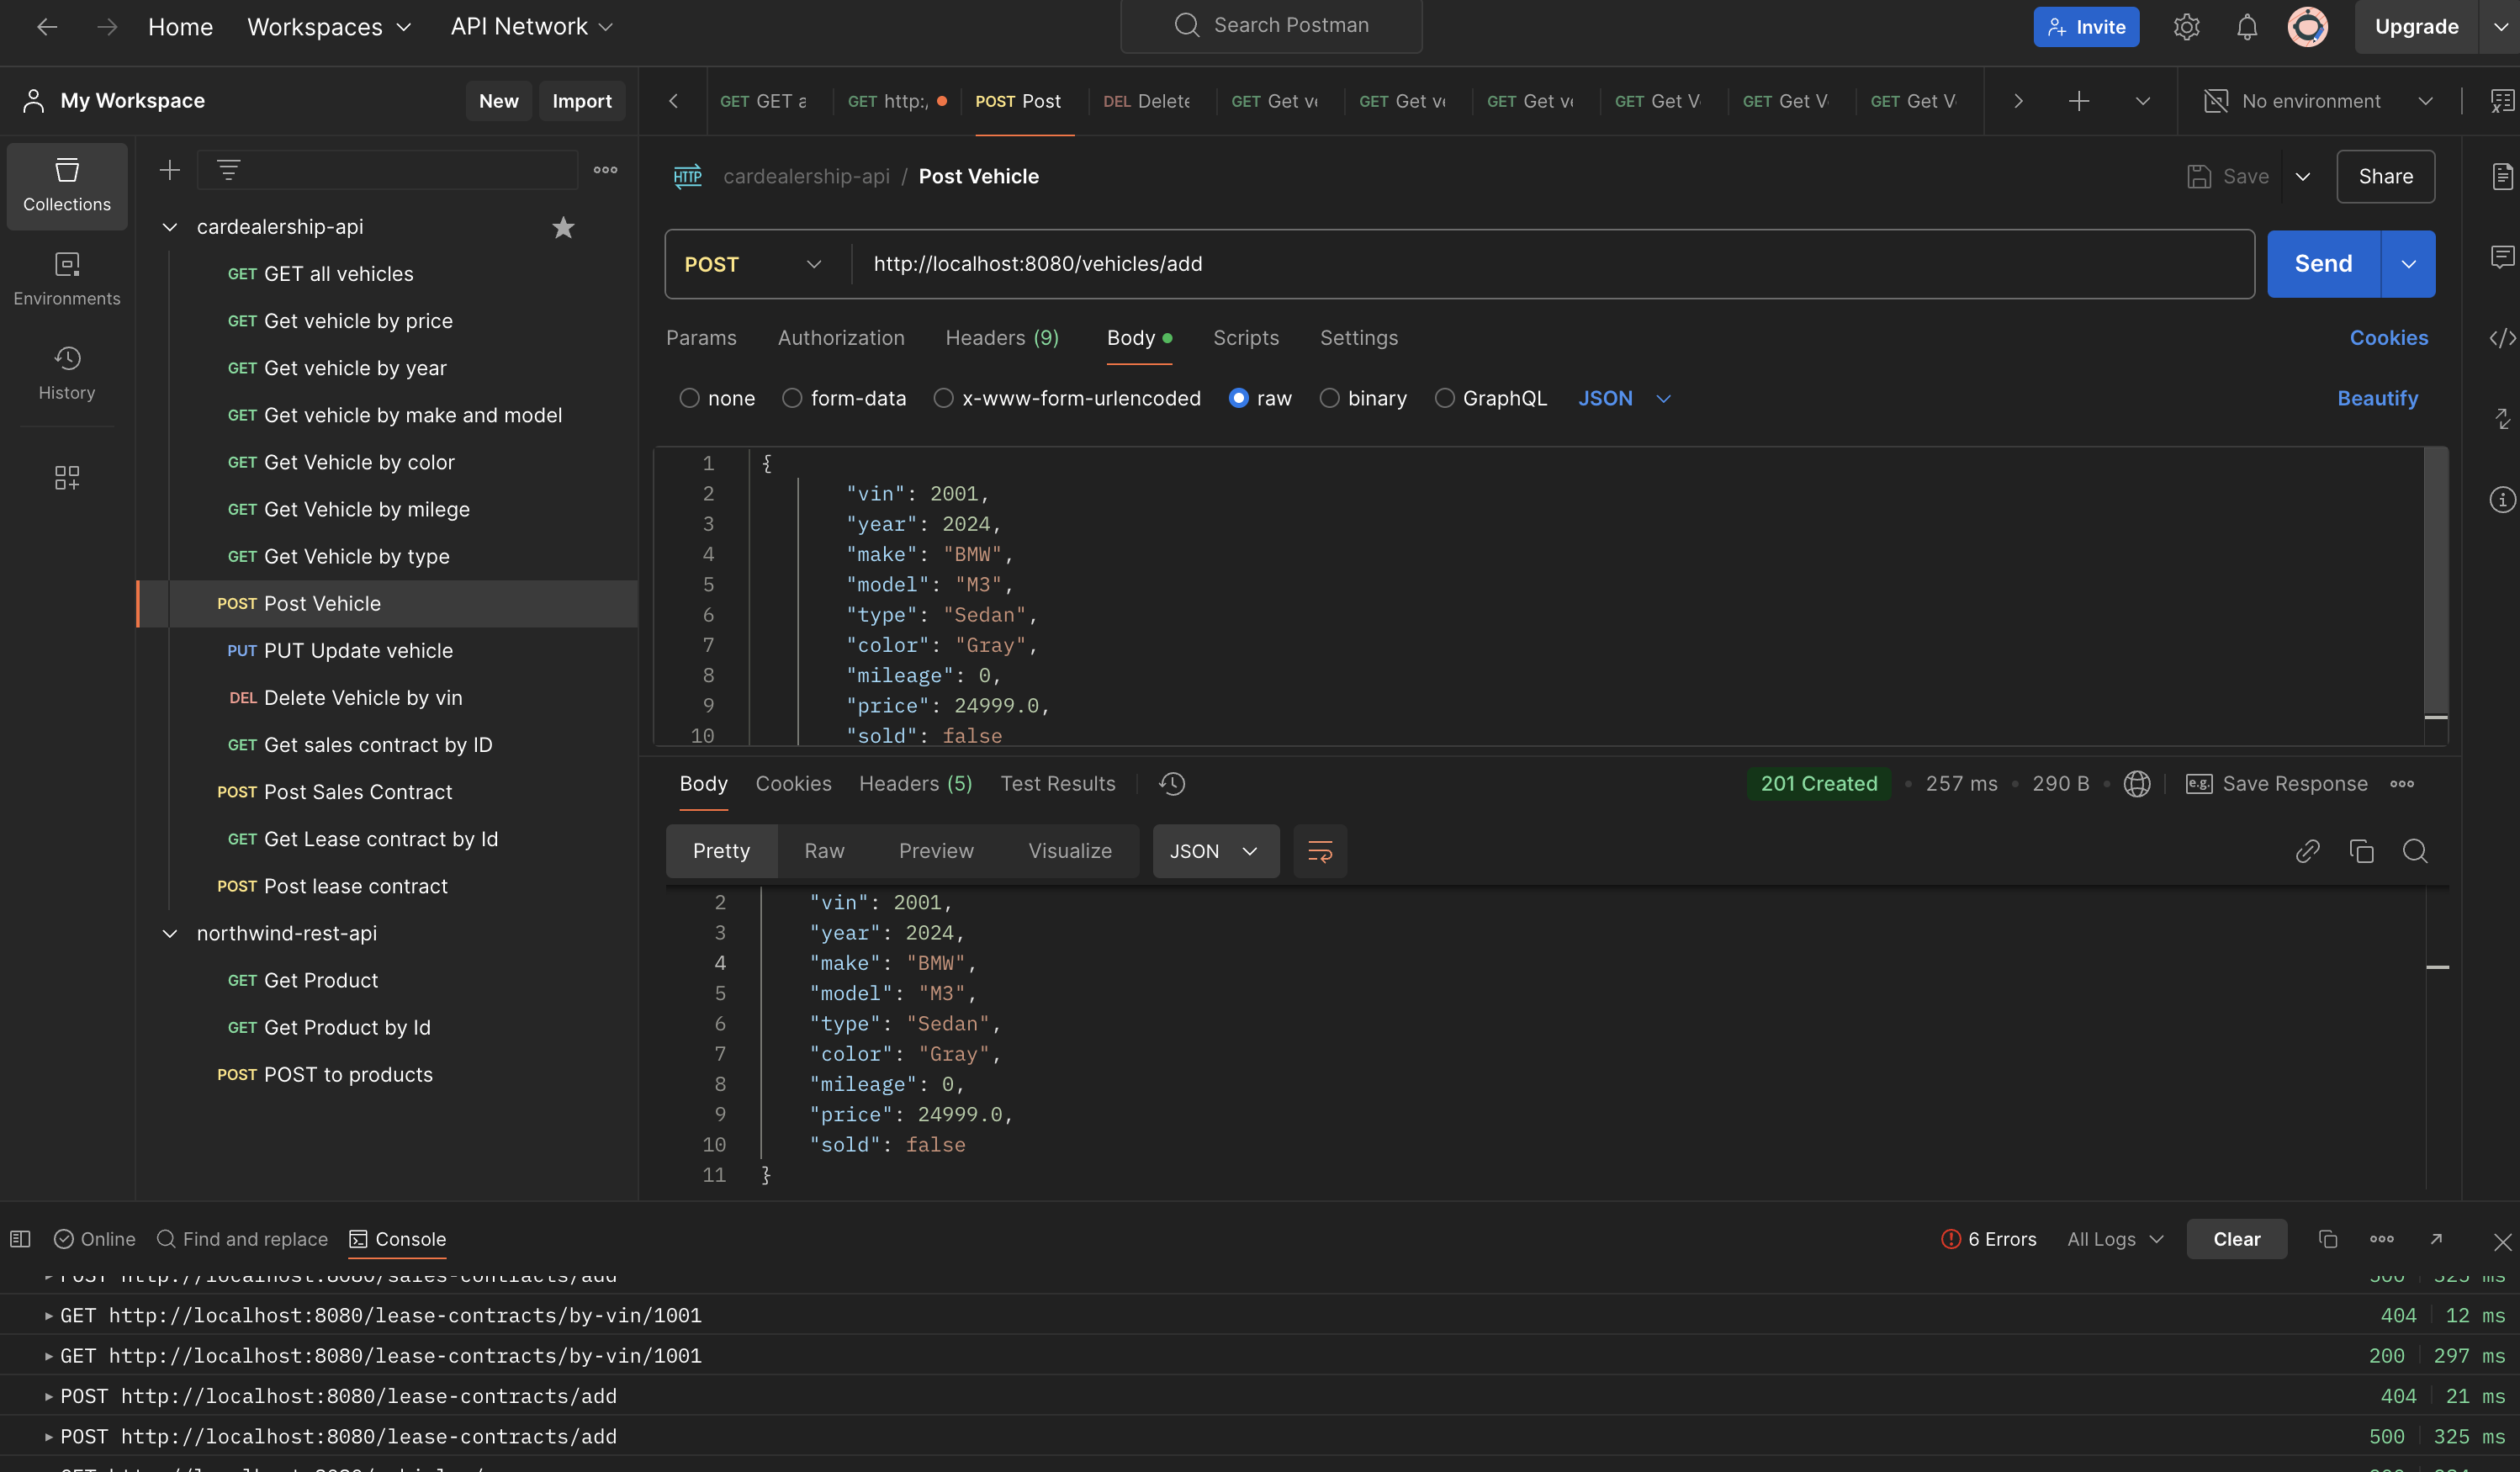 Home Workspaces API Network Search Postman Invite Upgrade
My Workspace New Import
GET GET a GET http:/ POST Post DEL Delete GET Get ve GET Get ve GET Get ve GET Get V GET Get V GET Get V No environment
Collections
Environments
History
cardealership-api
GET GET all vehicles
GET Get vehicle by price
GET Get vehicle by year
GET Get vehicle by make and model
GET Get Vehicle by color
GET Get Vehicle by milege
GET Get Vehicle by type
POST Post Vehicle
PUT PUT Update vehicle
DEL Delete Vehicle by vin
GET Get sales contract by ID
POST Post Sales Contract
GET Get Lease contract by Id
POST Post lease contract
northwind-rest-api
GET Get Product
GET Get Product by Id
POST POST to products
HTTP cardealership-api / Post Vehicle Save Share
POST http://localhost:8080/vehicles/add Send
Params Authorization Headers (9) Body Scripts Settings Cookies
none form-data x-www-form-urlencoded raw binary GraphQL JSON Beautify
1 {
2 "vin": 2001,
3 "year": 2024,
4 "make": "BMW",
5 "model": "M3",
6 "type": "Sedan",
7 "color": "Gray",
8 "mileage": 0,
9 "price": 24999.0,
10 "sold": false
Body Cookies Headers (5) Test Results 201 Created • 257 ms • 290 B • e.g. Save Response
Pretty Raw Preview Visualize JSON
2 "vin": 2001,
3 "year": 2024,
4 "make": "BMW",
5 "model": "M3",
6 "type": "Sedan",
7 "color": "Gray",
8 "mileage": 0,
9 "price": 24999.0,
10 "sold": false
11 }
Online Find and replace Console 6 Errors All Logs Clear
POST http://localhost:8080/sales-contracts/add 500 325 ms
GET http://localhost:8080/lease-contracts/by-vin/1001 404 12 ms
GET http://localhost:8080/lease-contracts/by-vin/1001 200 297 ms
POST http://localhost:8080/lease-contracts/add 404 21 ms
POST http://localhost:8080/lease-contracts/add 500 325 ms